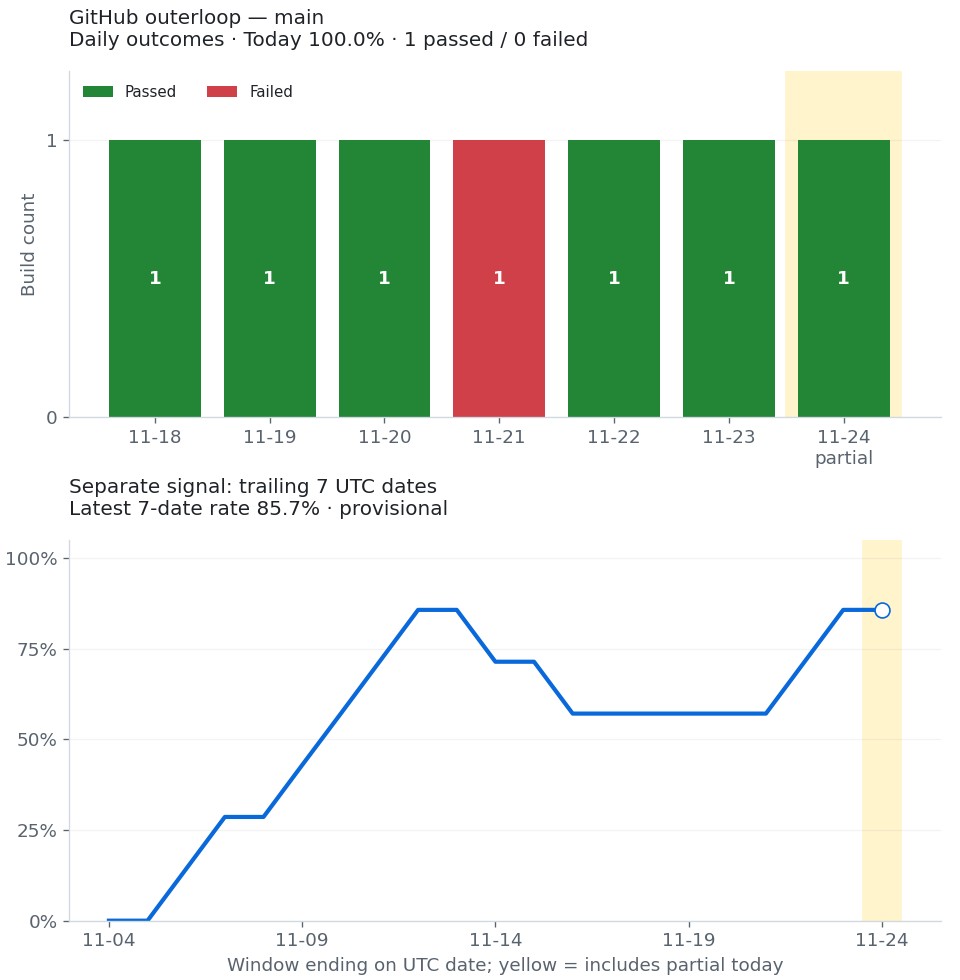 GitHub outerloop — main
Daily outcomes · Today 100.0% · 1 passed / 0 failed
Passed
Failed
1
Build count
1
1
1
1
1
1
1
0
11-18
11-19
11-20
11-21
11-22
11-23
11-24
partial
Separate signal: trailing 7 UTC dates
Latest 7-date rate 85.7% · provisional
100%
75%
50%
25%
0%
11-04
11-09
11-14
11-19
11-24
Window ending on UTC date; yellow = includes partial today